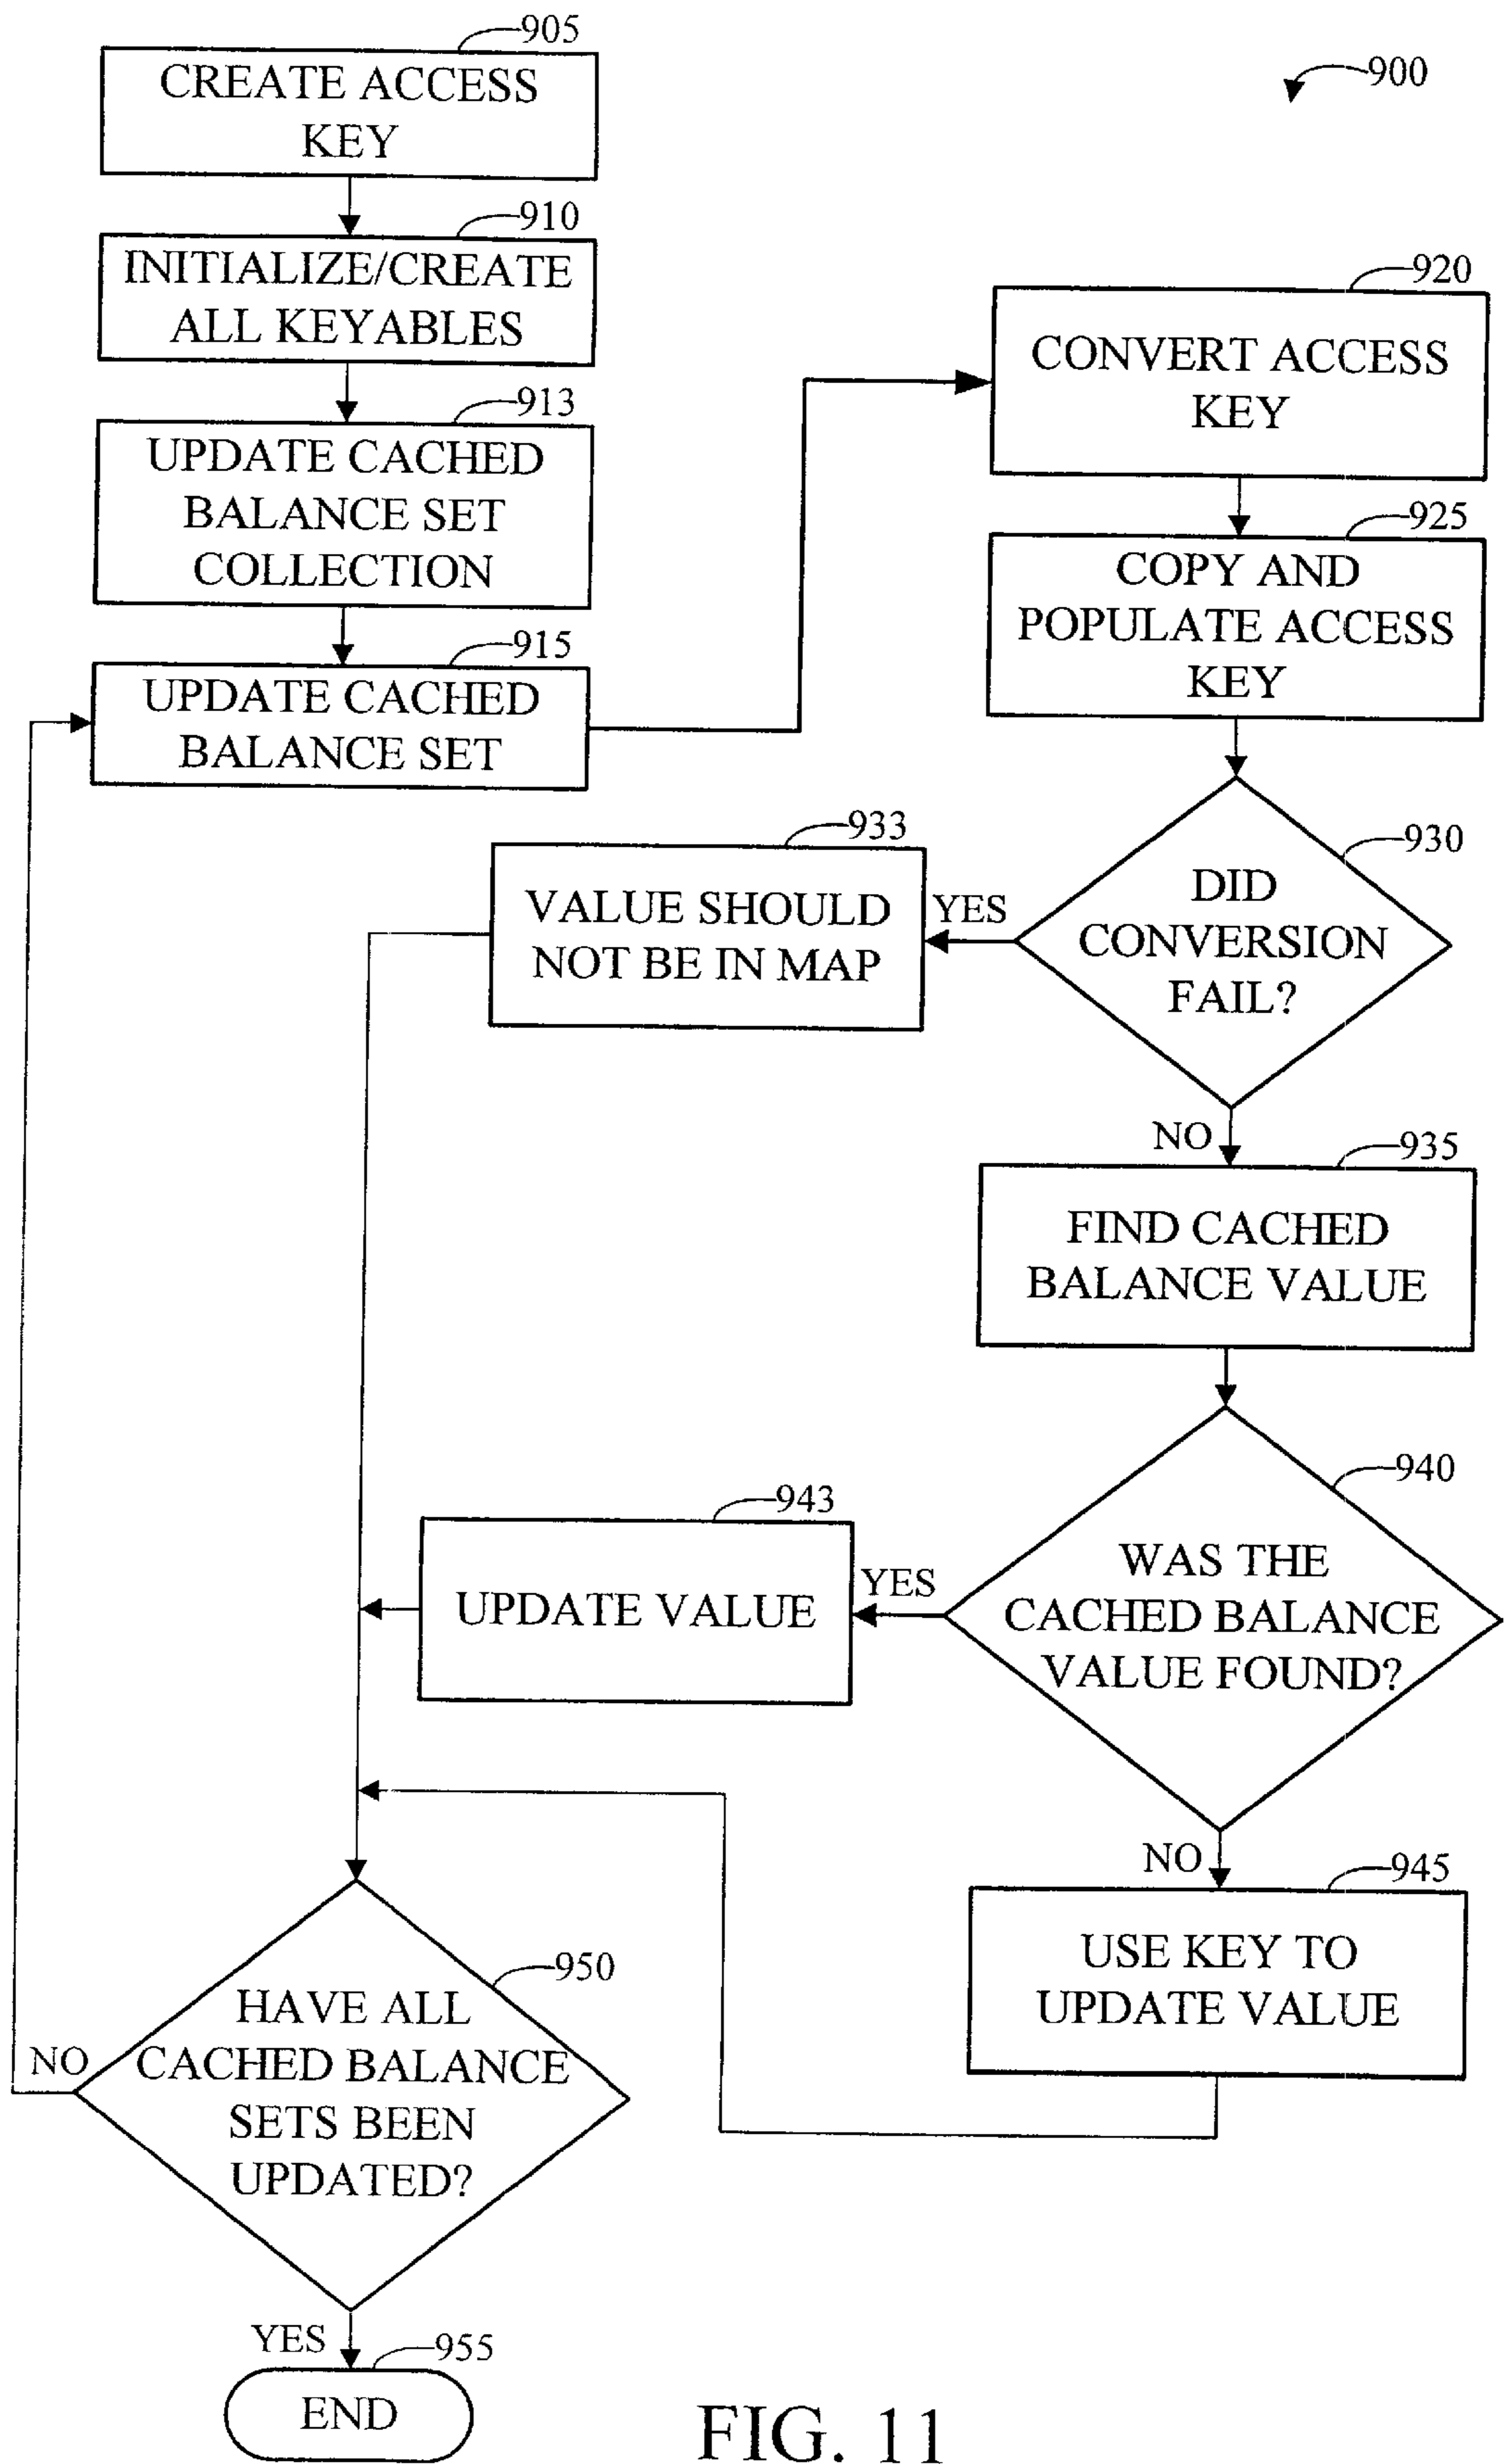 905
CREATE ACCESS
KEY
900
910
INITIALIZE/CREATE
ALL KEYABLES
913
UPDATE CACHED
BALANCE SET
COLLECTION
915
UPDATE CACHED
BALANCE SET
920
CONVERT ACCESS
KEY
925
COPY AND
POPULATE ACCESS
KEY
930
DID
CONVERSION
FAIL?
YES
933
VALUE SHOULD
NOT BE IN MAP
NO
935
FIND CACHED
BALANCE VALUE
940
WAS THE
CACHED BALANCE
VALUE FOUND?
YES
943
UPDATE VALUE
NO
945
USE KEY TO
UPDATE VALUE
950
HAVE ALL
CACHED BALANCE
SETS BEEN
UPDATED?
NO
YES
955
END
FIG. 11